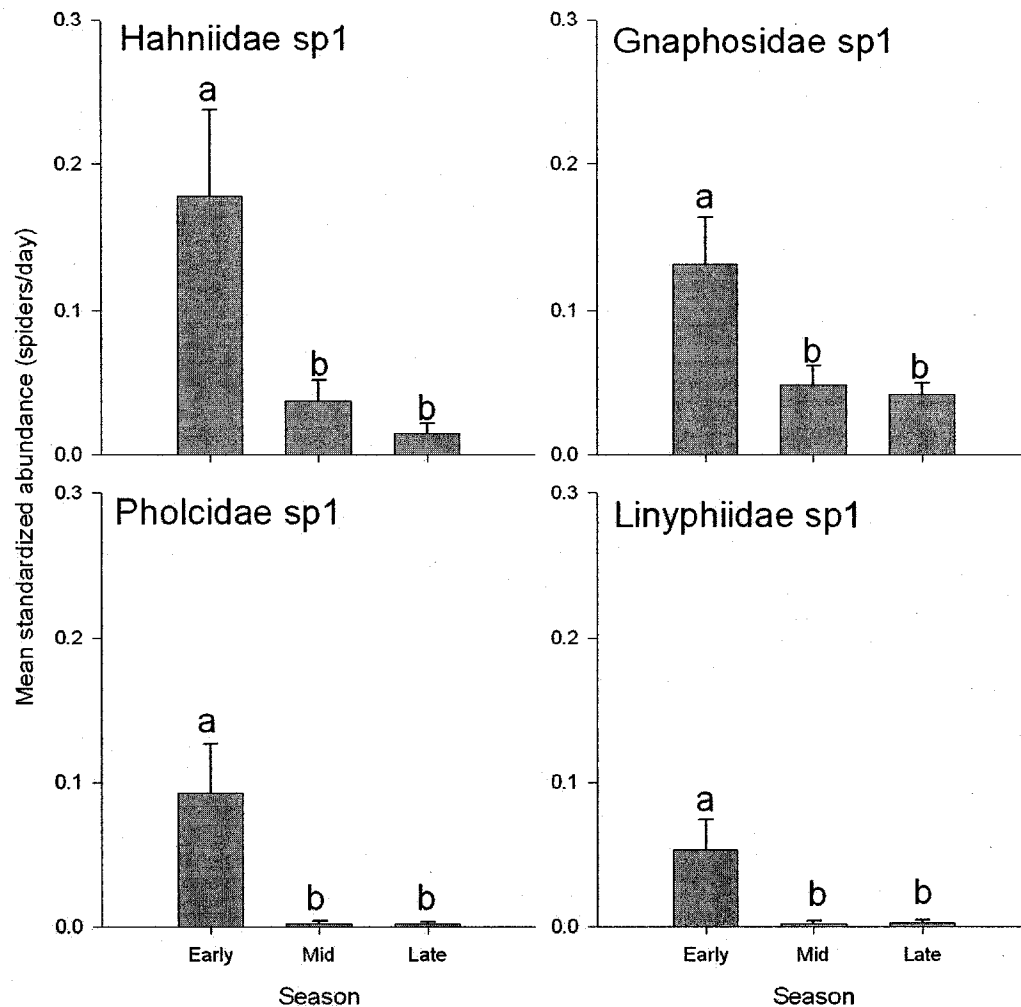 Mean standardized abundance (spiders/day)
Hahniidae sp1
0.3
0.2
0.1
0.0
a
b
b
Gnaphosidae sp1
0.3
0.2
0.1
0.0
a
b
b
Pholcidae sp1
0.3
0.2
0.1
0.0
a
b
b
Early Mid Late
Season
Linyphiidae sp1
0.3
0.2
0.1
0.0
a
b
b
Early Mid Late
Season